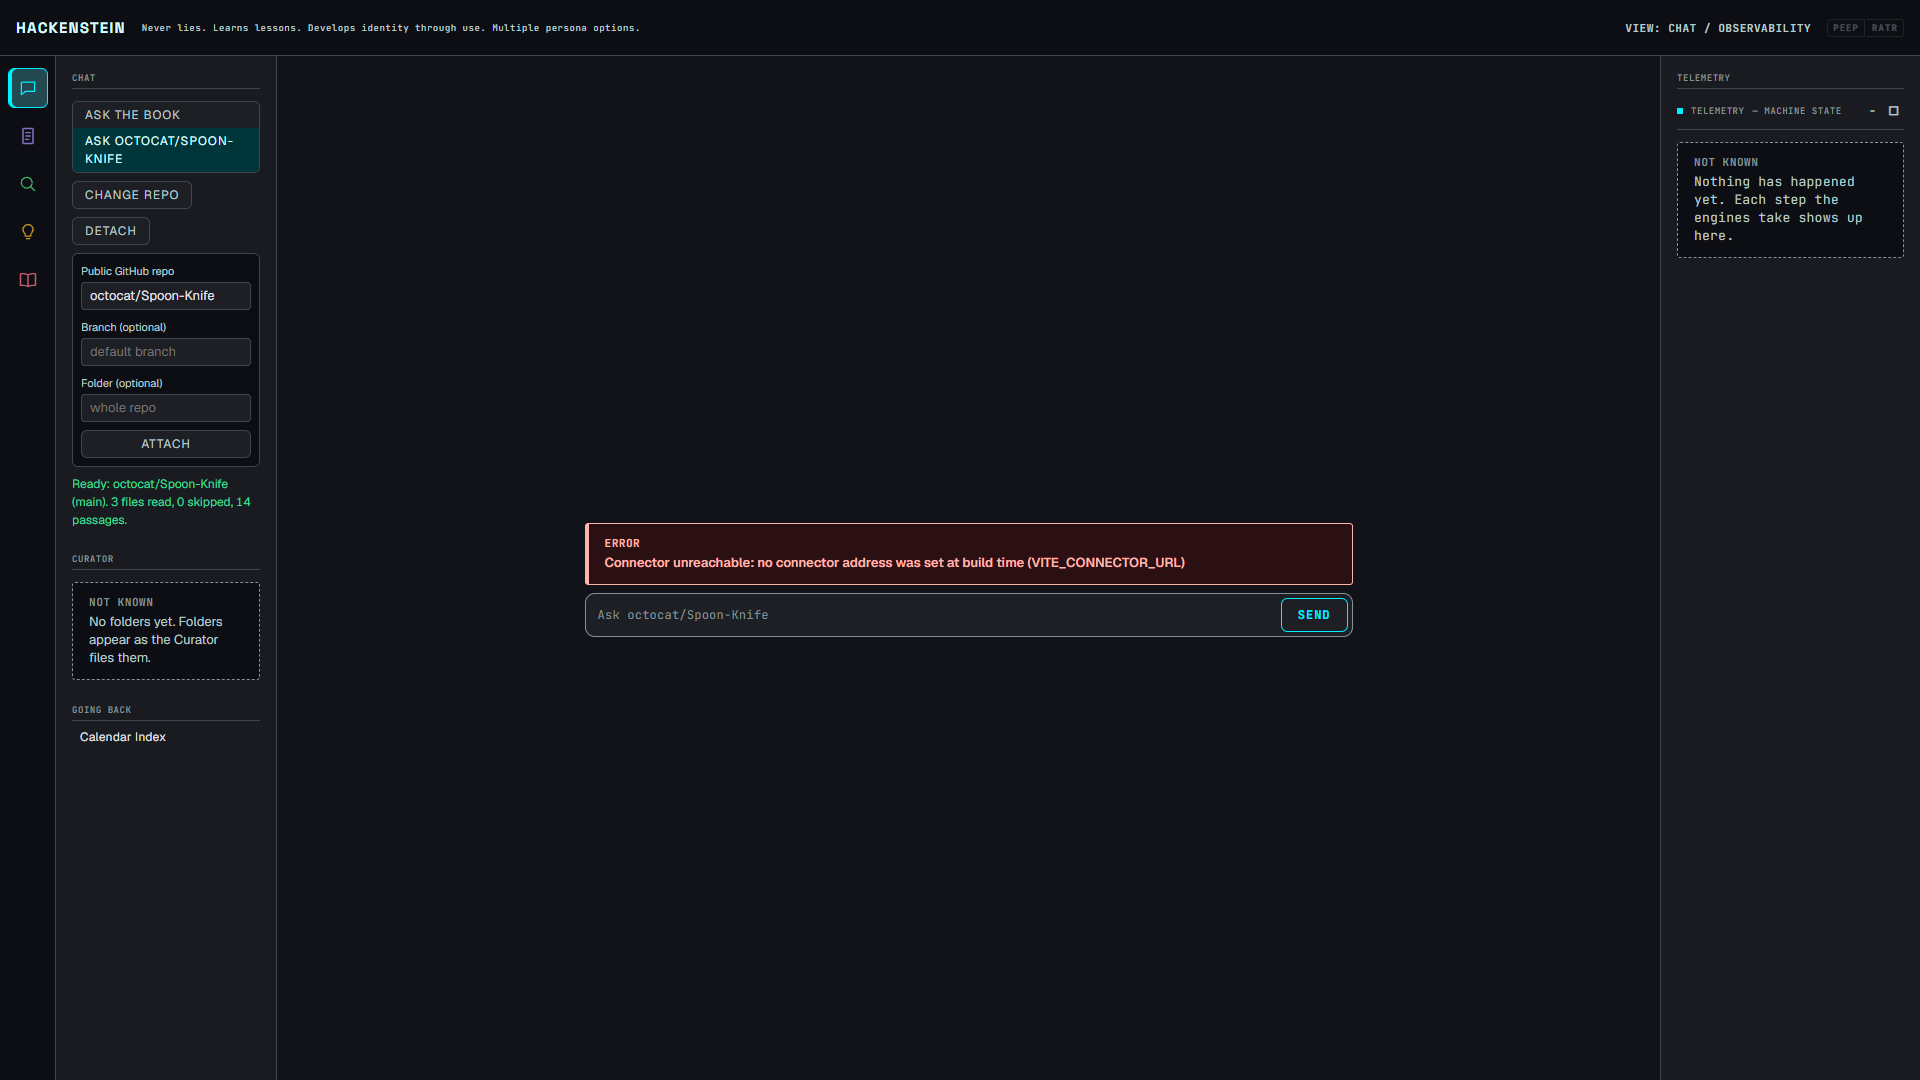 HACKENSTEIN
Never lies. Learns lessons. Develops identity through use. Multiple persona options.
VIEW: CHAT / OBSERVABILITY
PEEP
RATR
CHAT
ASK THE BOOK
ASK OCTOCAT/SPOON-
KNIFE
CHANGE REPO
DETACH
Public GitHub repo
octocat/Spoon-Knife
Branch (optional)
default branch
Folder (optional)
whole repo
ATTACH
Ready: octocat/Spoon-Knife
(main). 3 files read, 0 skipped, 14
passages.
CURATOR
NOT KNOWN
No folders yet. Folders
appear as the Curator
files them.
GOING BACK
Calendar Index
ERROR
Connector unreachable: no connector address was set at build time (VITE_CONNECTOR_URL)
Ask octocat/Spoon-Knife
SEND
TELEMETRY
TELEMETRY — MACHINE STATE
NOT KNOWN
Nothing has happened
yet. Each step the
engines take shows up
here.